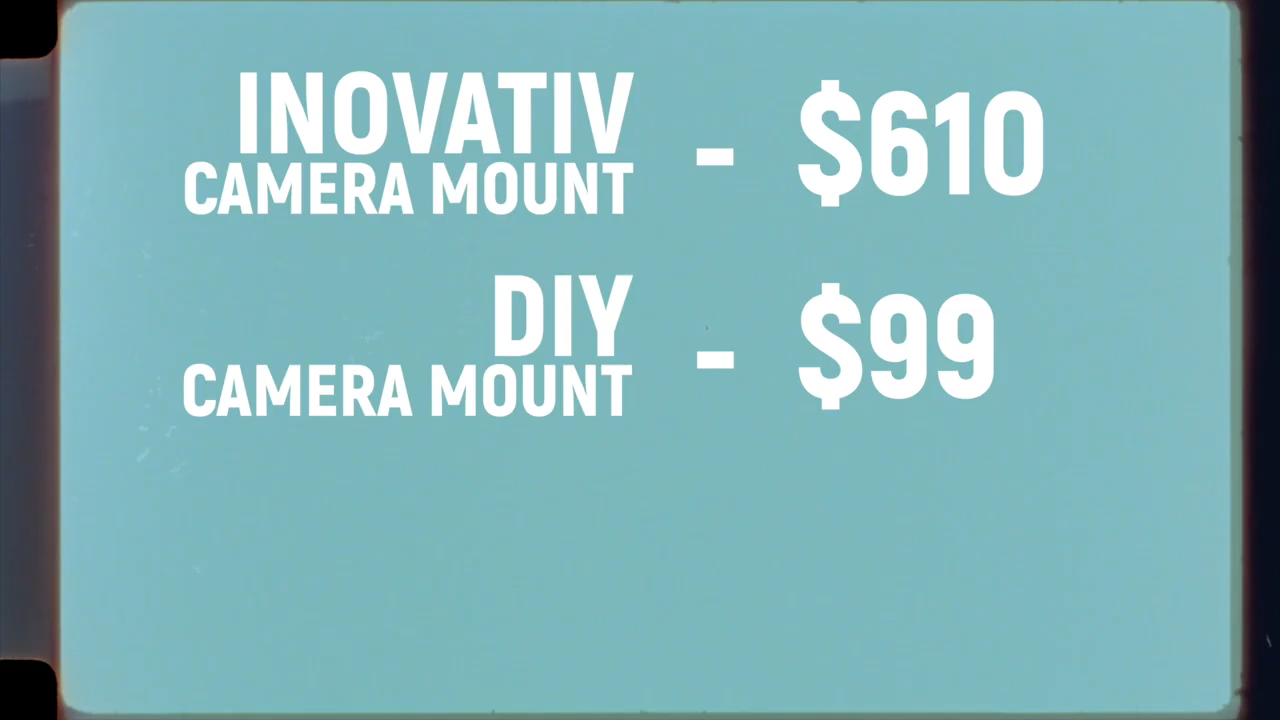 INOVATIV
CAMERA MOUNT
- $610
DIY
CAMERA MOUNT
- $99